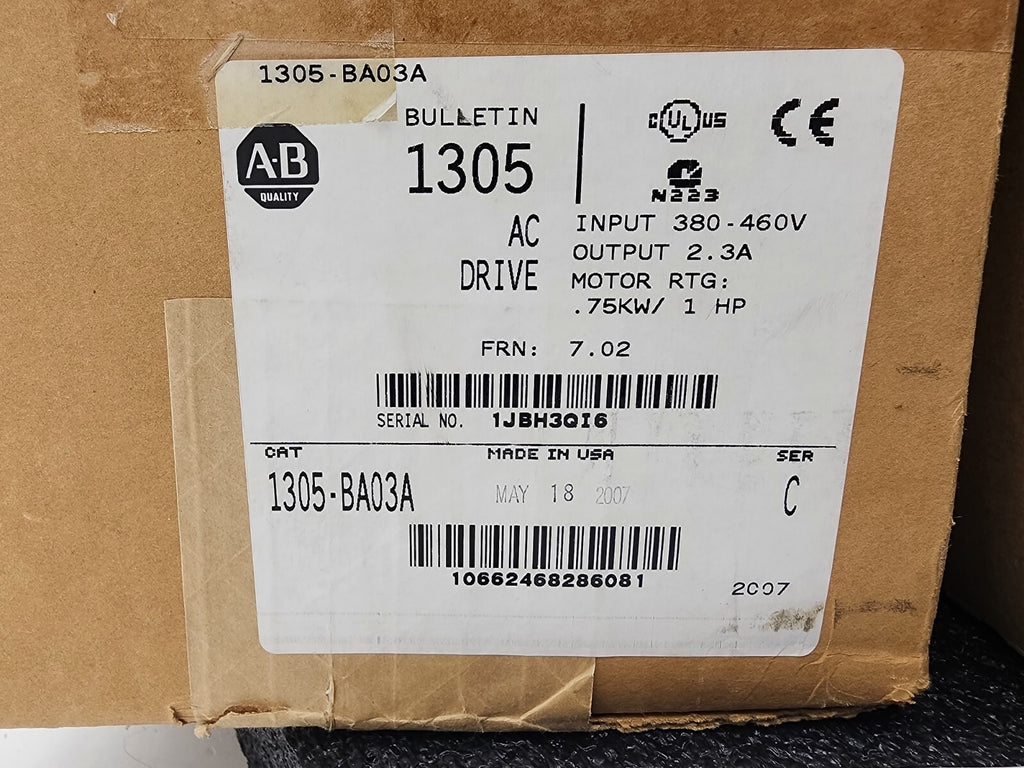 1305-BA03A
BULLETIN
1305
A-B
QUALITY
AC
DRIVE
c UL US
CE
N223
INPUT 380-460V
OUTPUT 2.3A
MOTOR RTG:
.75KW/ 1 HP
FRN: 7.02
SERIAL NO. 1JBH3QI6
CAT MADE IN USA SER
1305-BA03A MAY 18 2007 C
10662468286081
2007